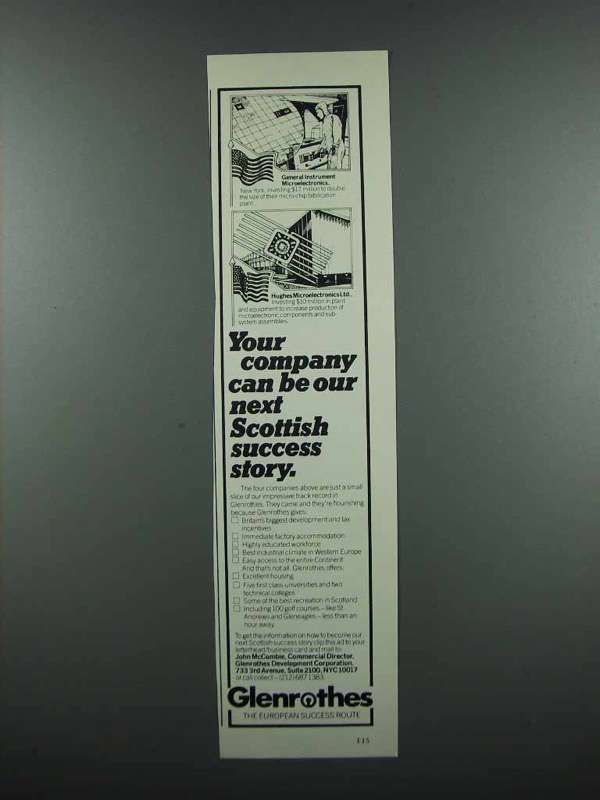 General Instrument
Microelectronics,
New York, investing $17 million to double
the size of their micro-chip fabrication
plant.
Hughes Microelectronics Ltd.,
investing $10 million in plant
and equipment to increase production of
microelectronic components and sub-
system assemblies.
Your
company
can be our
next
Scottish
success
story.
The four companies above are just a small
slice of our impressive track record in
Glenrothes. They came and they're flourishing
because Glenrothes gives:
Britain's biggest development and tax
incentives
Immediate factory accommodation
Highly educated workforce
Best industrial climate in Western Europe
Easy access to the entire Continent
And that's not all. Glenrothes offers:
Excellent housing
Five first class universities and two
technical colleges
Some of the best recreation in Scotland
Including 100 golf courses—like St.
Andrews and Gleneagles—less than an
hour away.
To get the information on how to become our
next Scottish success story clip this ad to your
letterhead/business card and mail to:
John McCombie, Commercial Director,
Glenrothes Development Corporation,
733 3rd Avenue, Suite 2100, NYC 10017
or call collect—(212) 687 1383.
Glenrothes
THE EUROPEAN SUCCESS ROUTE
115